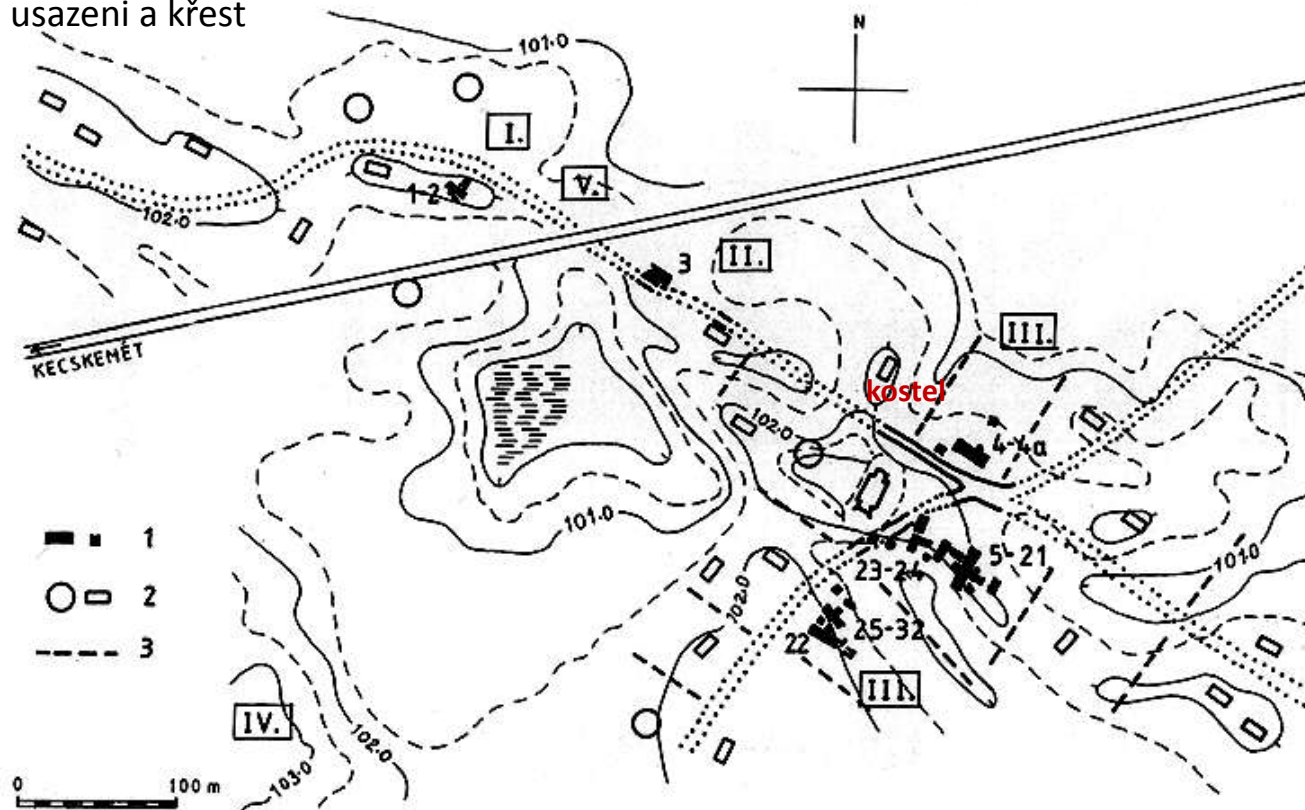 usazení a křest
N
101.0
I.
V.
1-2
102.0
3
II.
KECSKEMÉT
III.
kostel
4-4a
102.0
101.0
1
5-21
23-24
101.0
2
102.0
25-32
3
22
III.
IV.
102.0
103.0
0
100 m